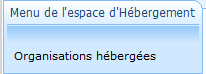 Menu de l'espace d'Hébergement
Organisations hébergées